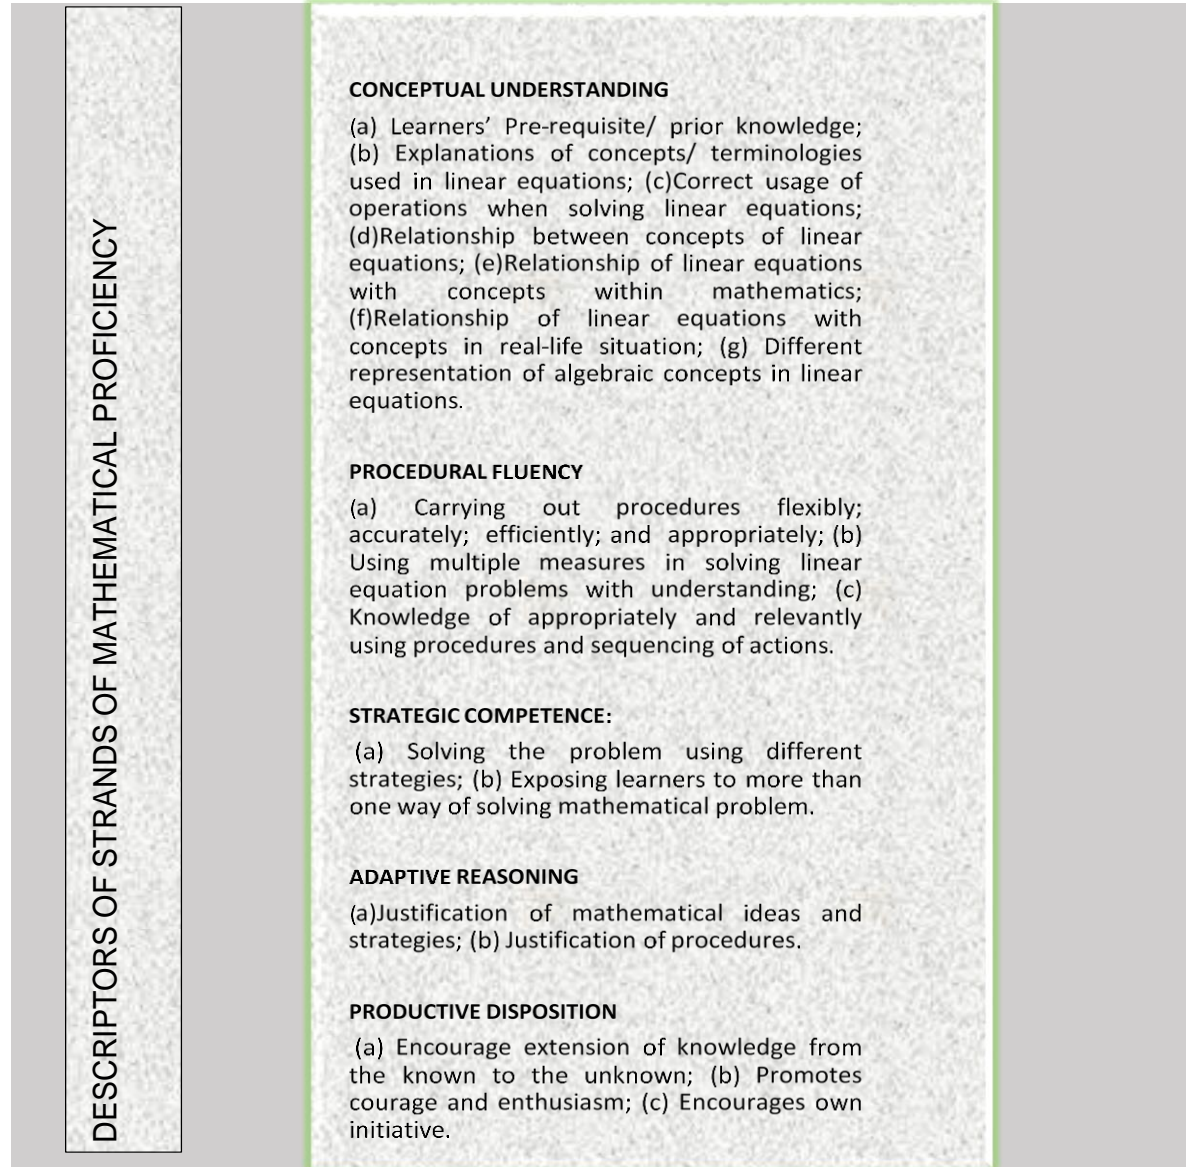 DESCRIPTORS OF STRANDS OF MATHEMATICAL PROFICIENCY
CONCEPTUAL UNDERSTANDING
(a) Learners’ Pre-requisite/ prior knowledge;
(b) Explanations of concepts/ terminologies
used in linear equations; (c)Correct usage of
operations when solving linear equations;
(d)Relationship between concepts of linear
equations; (e)Relationship of linear equations
with concepts within mathematics;
(f)Relationship of linear equations with
concepts in real-life situation; (g) Different
representation of algebraic concepts in linear
equations.
PROCEDURAL FLUENCY
(a) Carrying out procedures flexibly;
accurately; efficiently; and appropriately; (b)
Using multiple measures in solving linear
equation problems with understanding; (c)
Knowledge of appropriately and relevantly
using procedures and sequencing of actions.
STRATEGIC COMPETENCE:
(a) Solving the problem using different
strategies; (b) Exposing learners to more than
one way of solving mathematical problem.
ADAPTIVE REASONING
(a)Justification of mathematical ideas and
strategies; (b) Justification of procedures.
PRODUCTIVE DISPOSITION
(a) Encourage extension of knowledge from
the known to the unknown; (b) Promotes
courage and enthusiasm; (c) Encourages own
initiative.